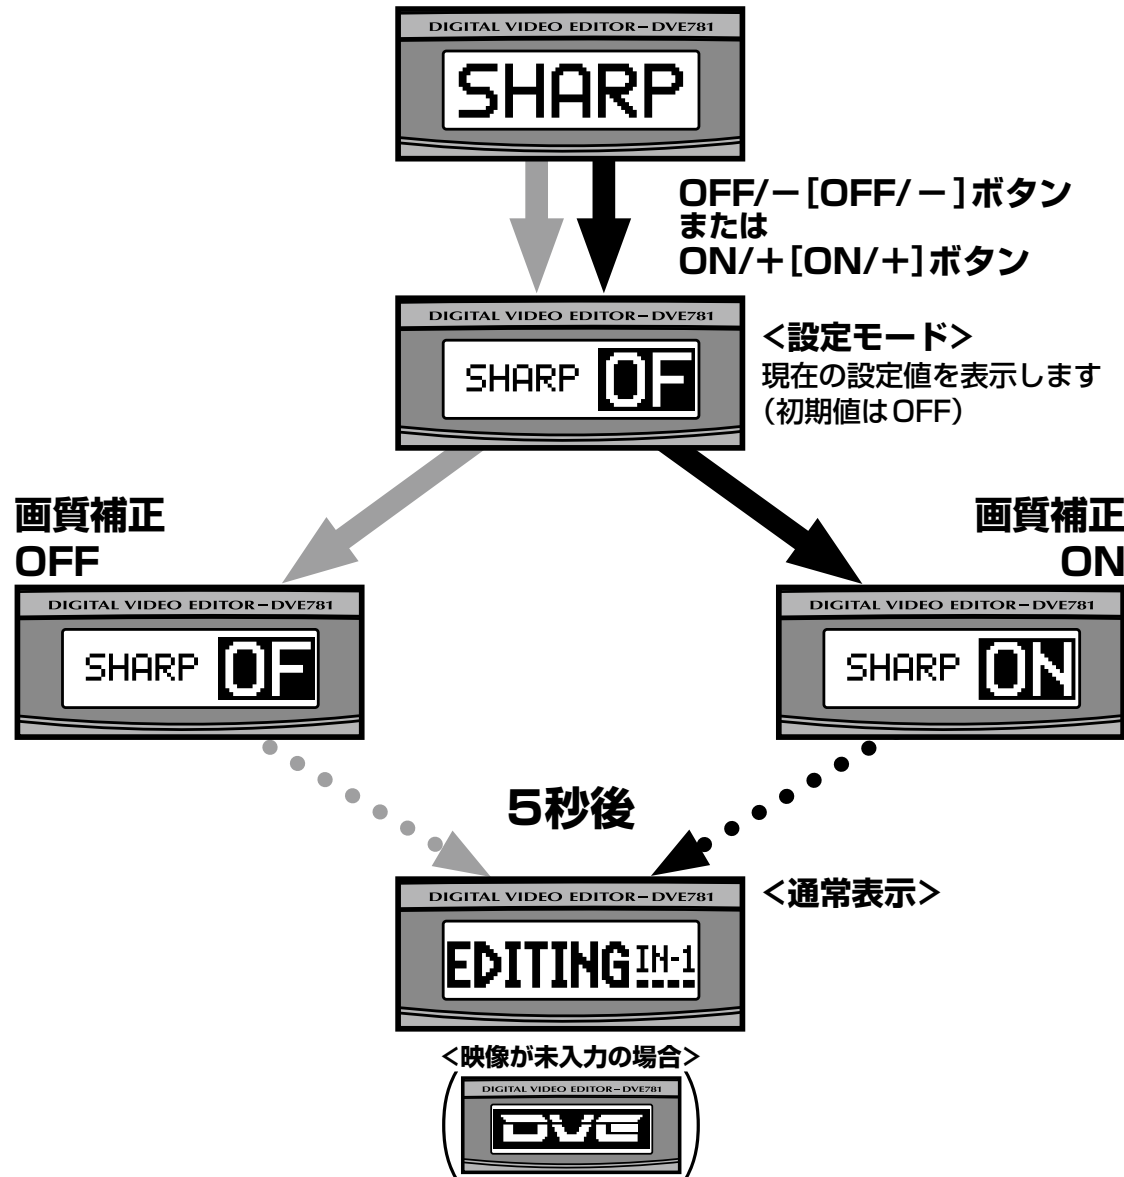 DIGITAL VIDEO EDITOR-DVE781
SHARP
OFF/－[OFF/－]ボタン
または
ON/＋[ON/＋]ボタン
DIGITAL VIDEO EDITOR-DVE781
SHARP OF
＜設定モード＞
現在の設定値を表示します
（初期値はOFF）
画質補正
OFF
画質補正
ON
DIGITAL VIDEO EDITOR-DVE781
SHARP OF
DIGITAL VIDEO EDITOR-DVE781
SHARP ON
5秒後
DIGITAL VIDEO EDITOR-DVE781
EDITING IN-1
＜通常表示＞
＜映像が未入力の場合＞
DIGITAL VIDEO EDITOR-DVE781
DVE